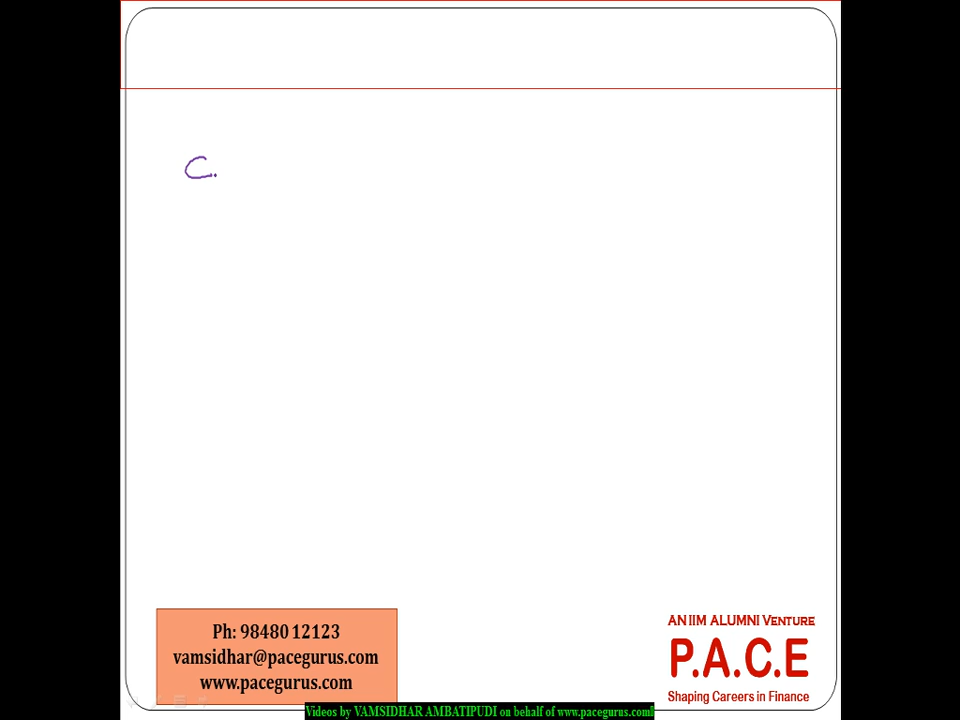 C.
Ph: 98480 12123
vamsidhar@pacegurus.com
www.pacegurus.com
AN IIM ALUMNI VENTURE
P.A.C.E
Shaping Careers in Finance
Videos by VAMSIDHAR AMBATIPUDI on behalf of www.pacegurus.com